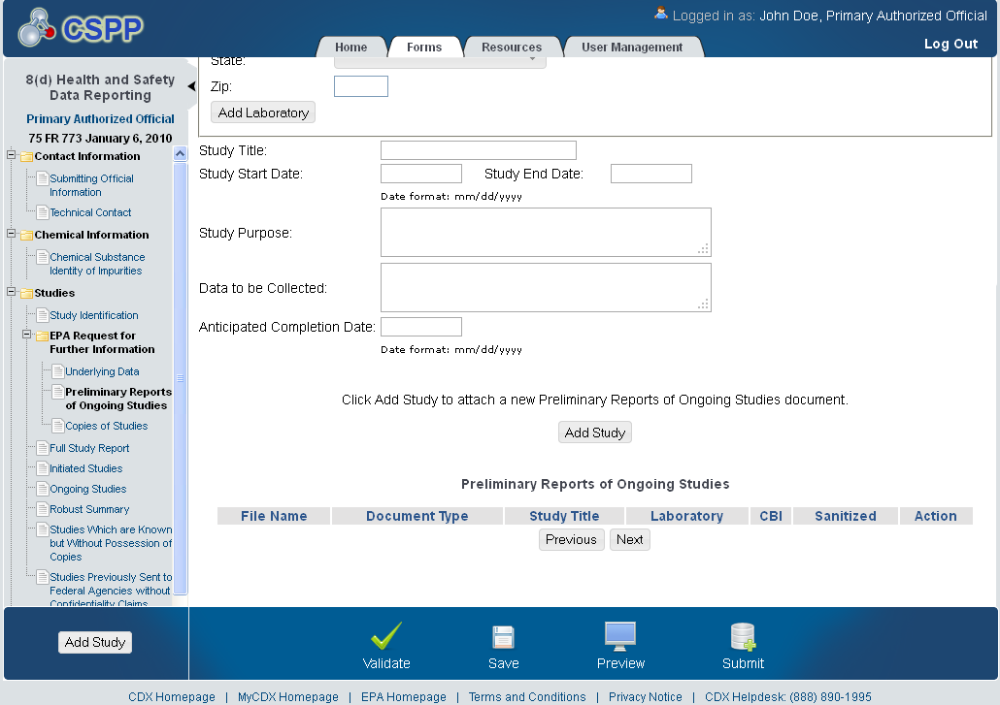 CSPP
Logged in as: John Doe, Primary Authorized Official
Home
Forms
Resources
User Management
Log Out
8(d) Health and Safety
Data Reporting
Primary Authorized Official
75 FR 773 January 6, 2010
Contact Information
Submitting Official
Information
Technical Contact
Chemical Information
Chemical Substance
Identity of Impurities
Studies
Study Identification
EPA Request for
Further Information
Underlying Data
Preliminary Reports
of Ongoing Studies
Copies of Studies
Full Study Report
Initiated Studies
Ongoing Studies
Robust Summary
Studies Which are Known
but Without Possession of
Copies
Studies Previously Sent to
Federal Agencies without
Confidentiality Claims
Add Study
State:
Zip:
Add Laboratory
Study Title:
Study Start Date:
Study End Date:
Date format: mm/dd/yyyy
Study Purpose:
Data to be Collected:
Anticipated Completion Date:
Date format: mm/dd/yyyy
Click Add Study to attach a new Preliminary Reports of Ongoing Studies document.
Add Study
Preliminary Reports of Ongoing Studies
File Name Document Type Study Title Laboratory CBI Sanitized Action
Previous Next
Validate
Save
Preview
Submit
CDX Homepage | MyCDX Homepage | EPA Homepage | Terms and Conditions | Privacy Notice | CDX Helpdesk: (888) 890-1995